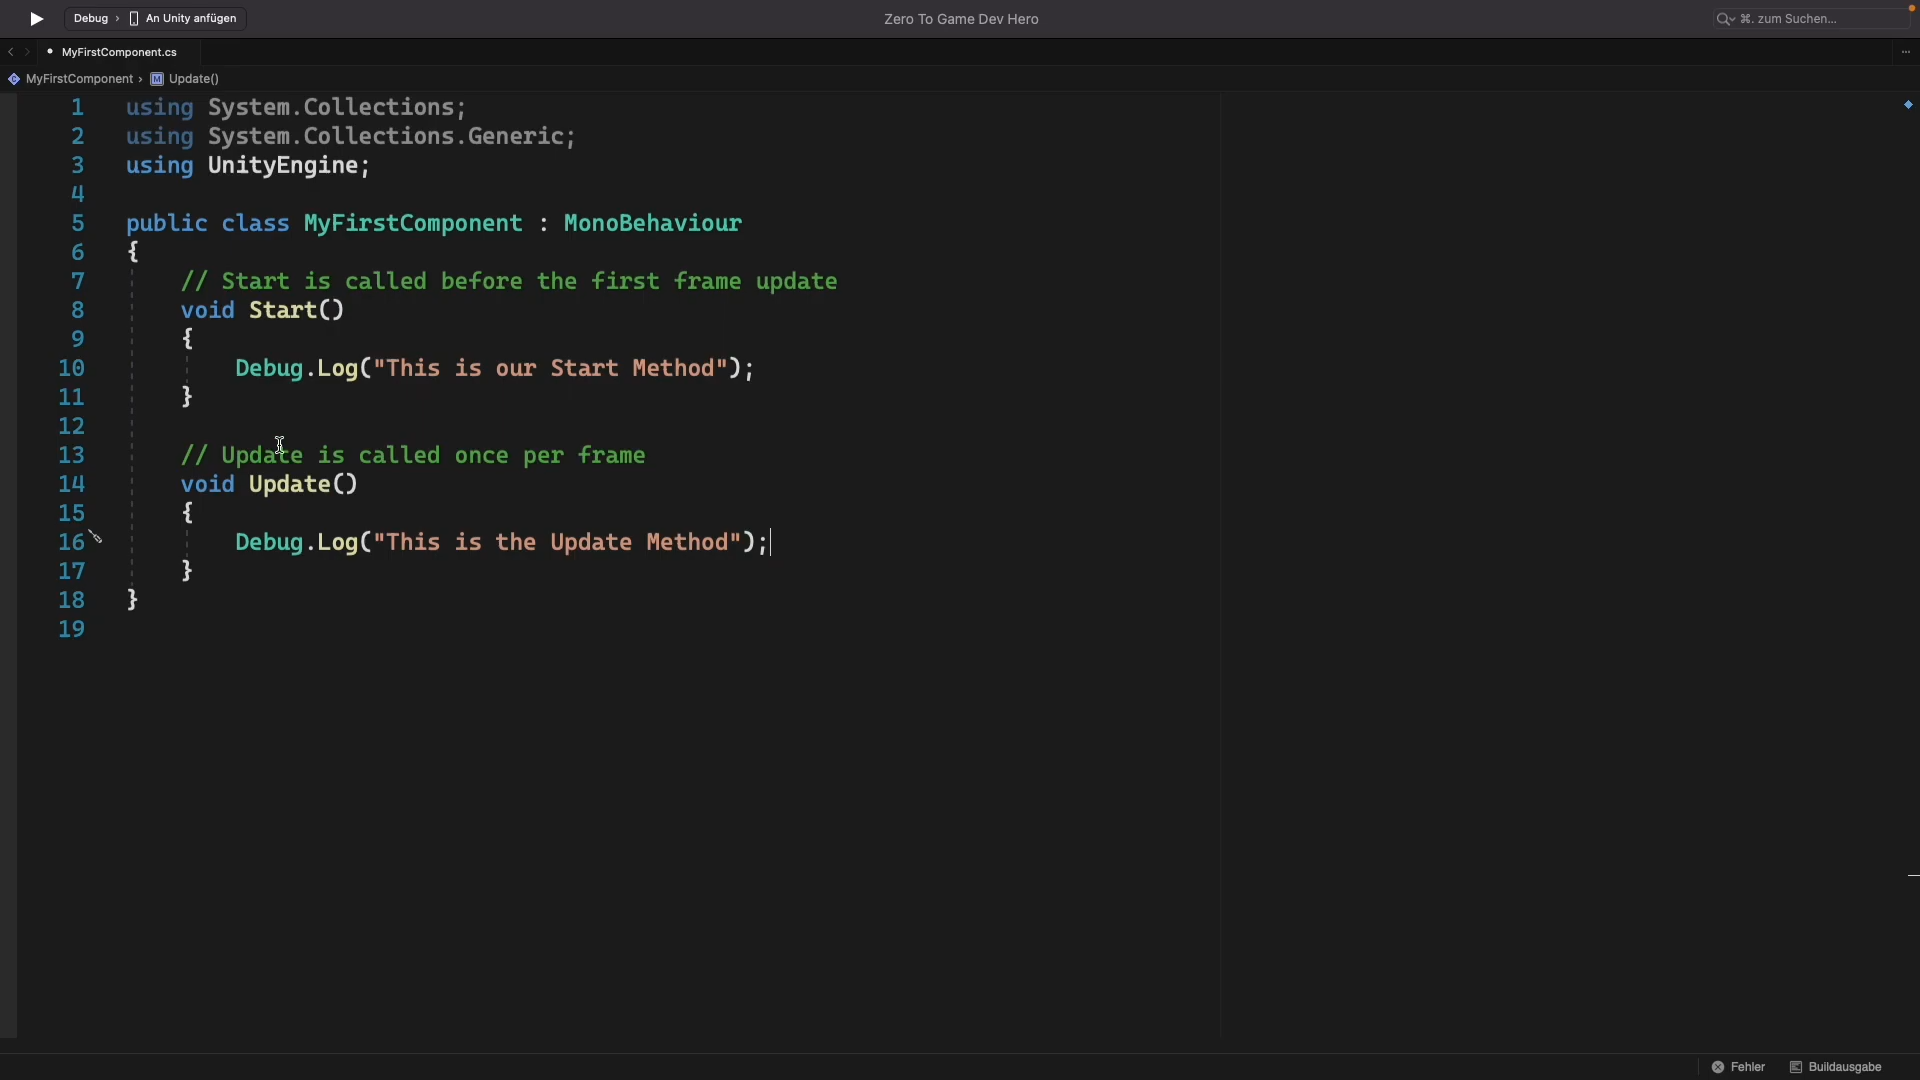 Debug › An Unity anfügen
Zero To Game Dev Hero
⌘. zum Suchen...
MyFirstComponent.cs
MyFirstComponent › M Update()
1 using System.Collections;
2 using System.Collections.Generic;
3 using UnityEngine;
4
5 public class MyFirstComponent : MonoBehaviour
6 {
7 // Start is called before the first frame update
8 void Start()
9 {
10 Debug.Log("This is our Start Method");
11 }
12
13 // Update is called once per frame
14 void Update()
15 {
16 Debug.Log("This is the Update Method");
17 }
18 }
19
Fehler
Buildausgabe